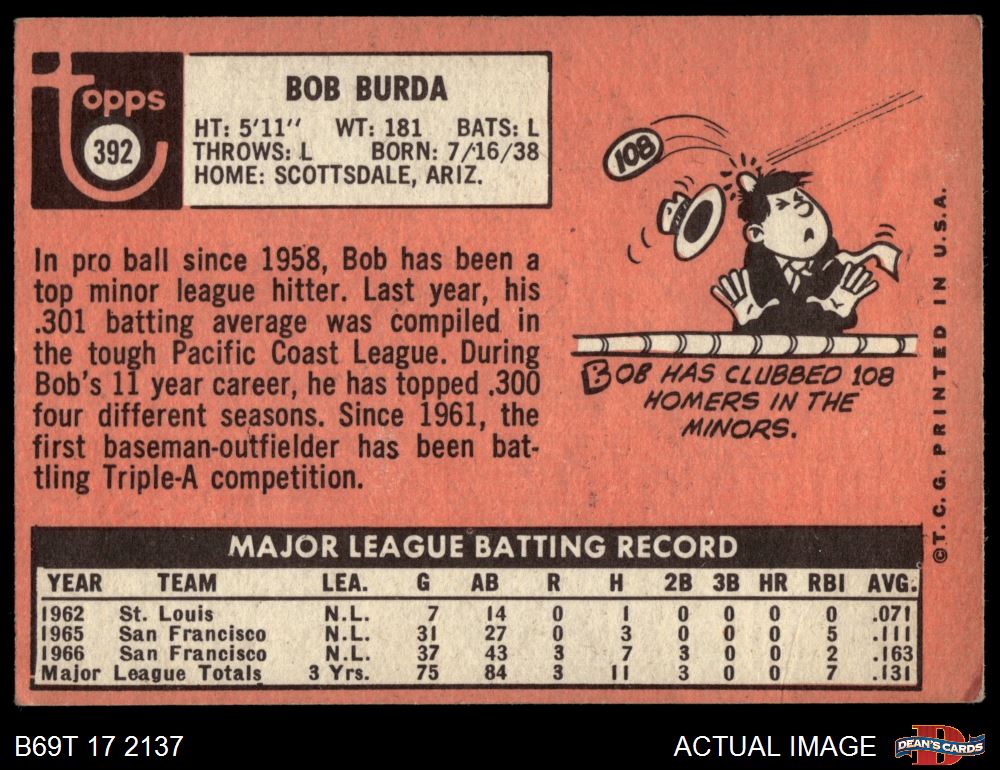 topps
392
BOB BURDA
HT: 5'11" WT: 181 BATS: L
THROWS: L BORN: 7/16/38
HOME: SCOTTSDALE, ARIZ.
In pro ball since 1958, Bob has been a
top minor league hitter. Last year, his
.301 batting average was compiled in
the tough Pacific Coast League. During
Bob's 11 year career, he has topped .300
four different seasons. Since 1961, the
first baseman-outfielder has been bat-
tling Triple-A competition.
108
BOB HAS CLUBBED 108
HOMERS IN THE
MINORS.
©T. C. G. PRINTED IN U.S.A.
MAJOR LEAGUE BATTING RECORD
YEAR TEAM LEA. G AB R H 2B 3B HR RBI AVG.
1962 St. Louis N.L. 7 14 0 1 0 0 0 0 .071
1965 San Francisco N.L. 31 27 0 3 0 0 0 5 .111
1966 San Francisco N.L. 37 43 3 7 3 0 0 2 .163
Major League Totals 3 Yrs. 75 84 3 11 3 0 0 7 .131
B69T 17 2137
ACTUAL IMAGE
D
DEAN'S CARDS